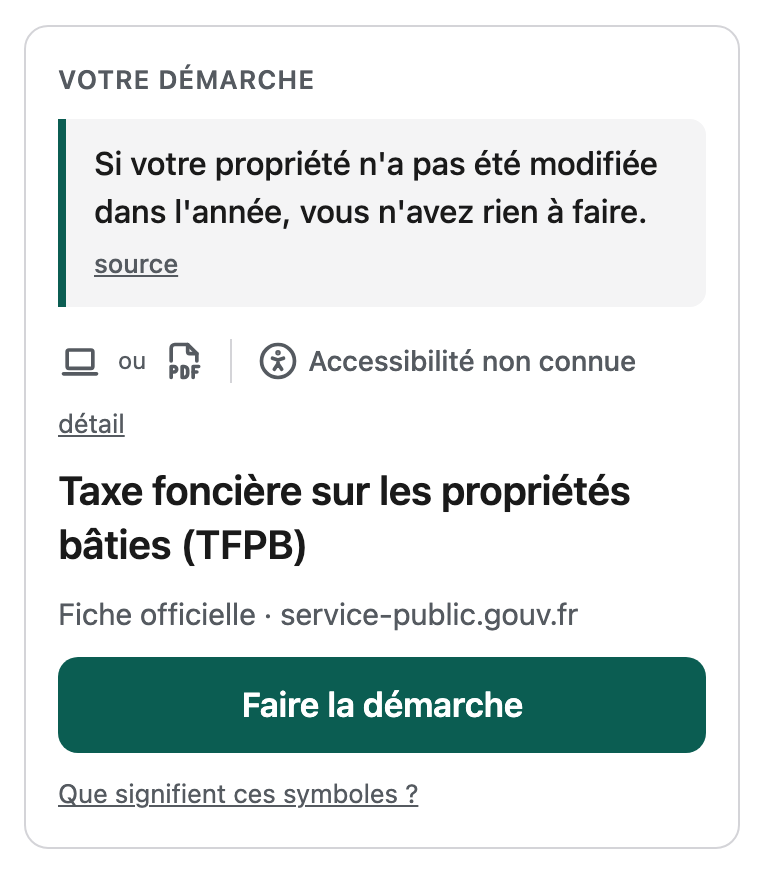 VOTRE DÉMARCHE
Si votre propriété n'a pas été modifiée
dans l'année, vous n'avez rien à faire.
source
ou PDF Accessibilité non connue
détail
Taxe foncière sur les propriétés
bâties (TFPB)
Fiche officielle · service-public.gouv.fr
Faire la démarche
Que signifient ces symboles ?